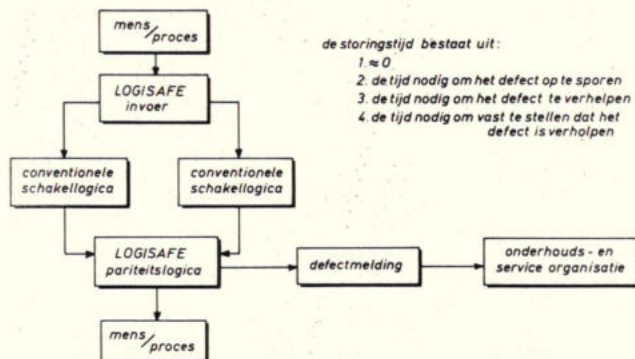 mens/
proces
LOGISAFE
invoer
conventionele
schakellogica
conventionele
schakellogica
LOGISAFE
pariteitslogica
mens/
proces
defectmelding
onderhouds- en
service organisatie
de storingstijd bestaat uit:
1. ≈ 0
2. de tijd nodig om het defect op te sporen
3. de tijd nodig om het defect te verhelpen
4. de tijd nodig om vast te stellen dat het
defect is verholpen